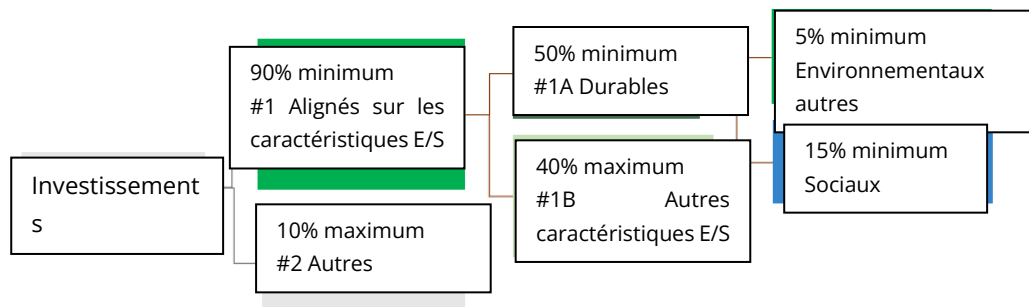 Investissement
s
90% minimum
#1 Alignés sur les
caractéristiques E/S
10% maximum
#2 Autres
50% minimum
#1A Durables
40% maximum
#1B Autres
caractéristiques E/S
5% minimum
Environnementaux
autres
15% minimum
Sociaux